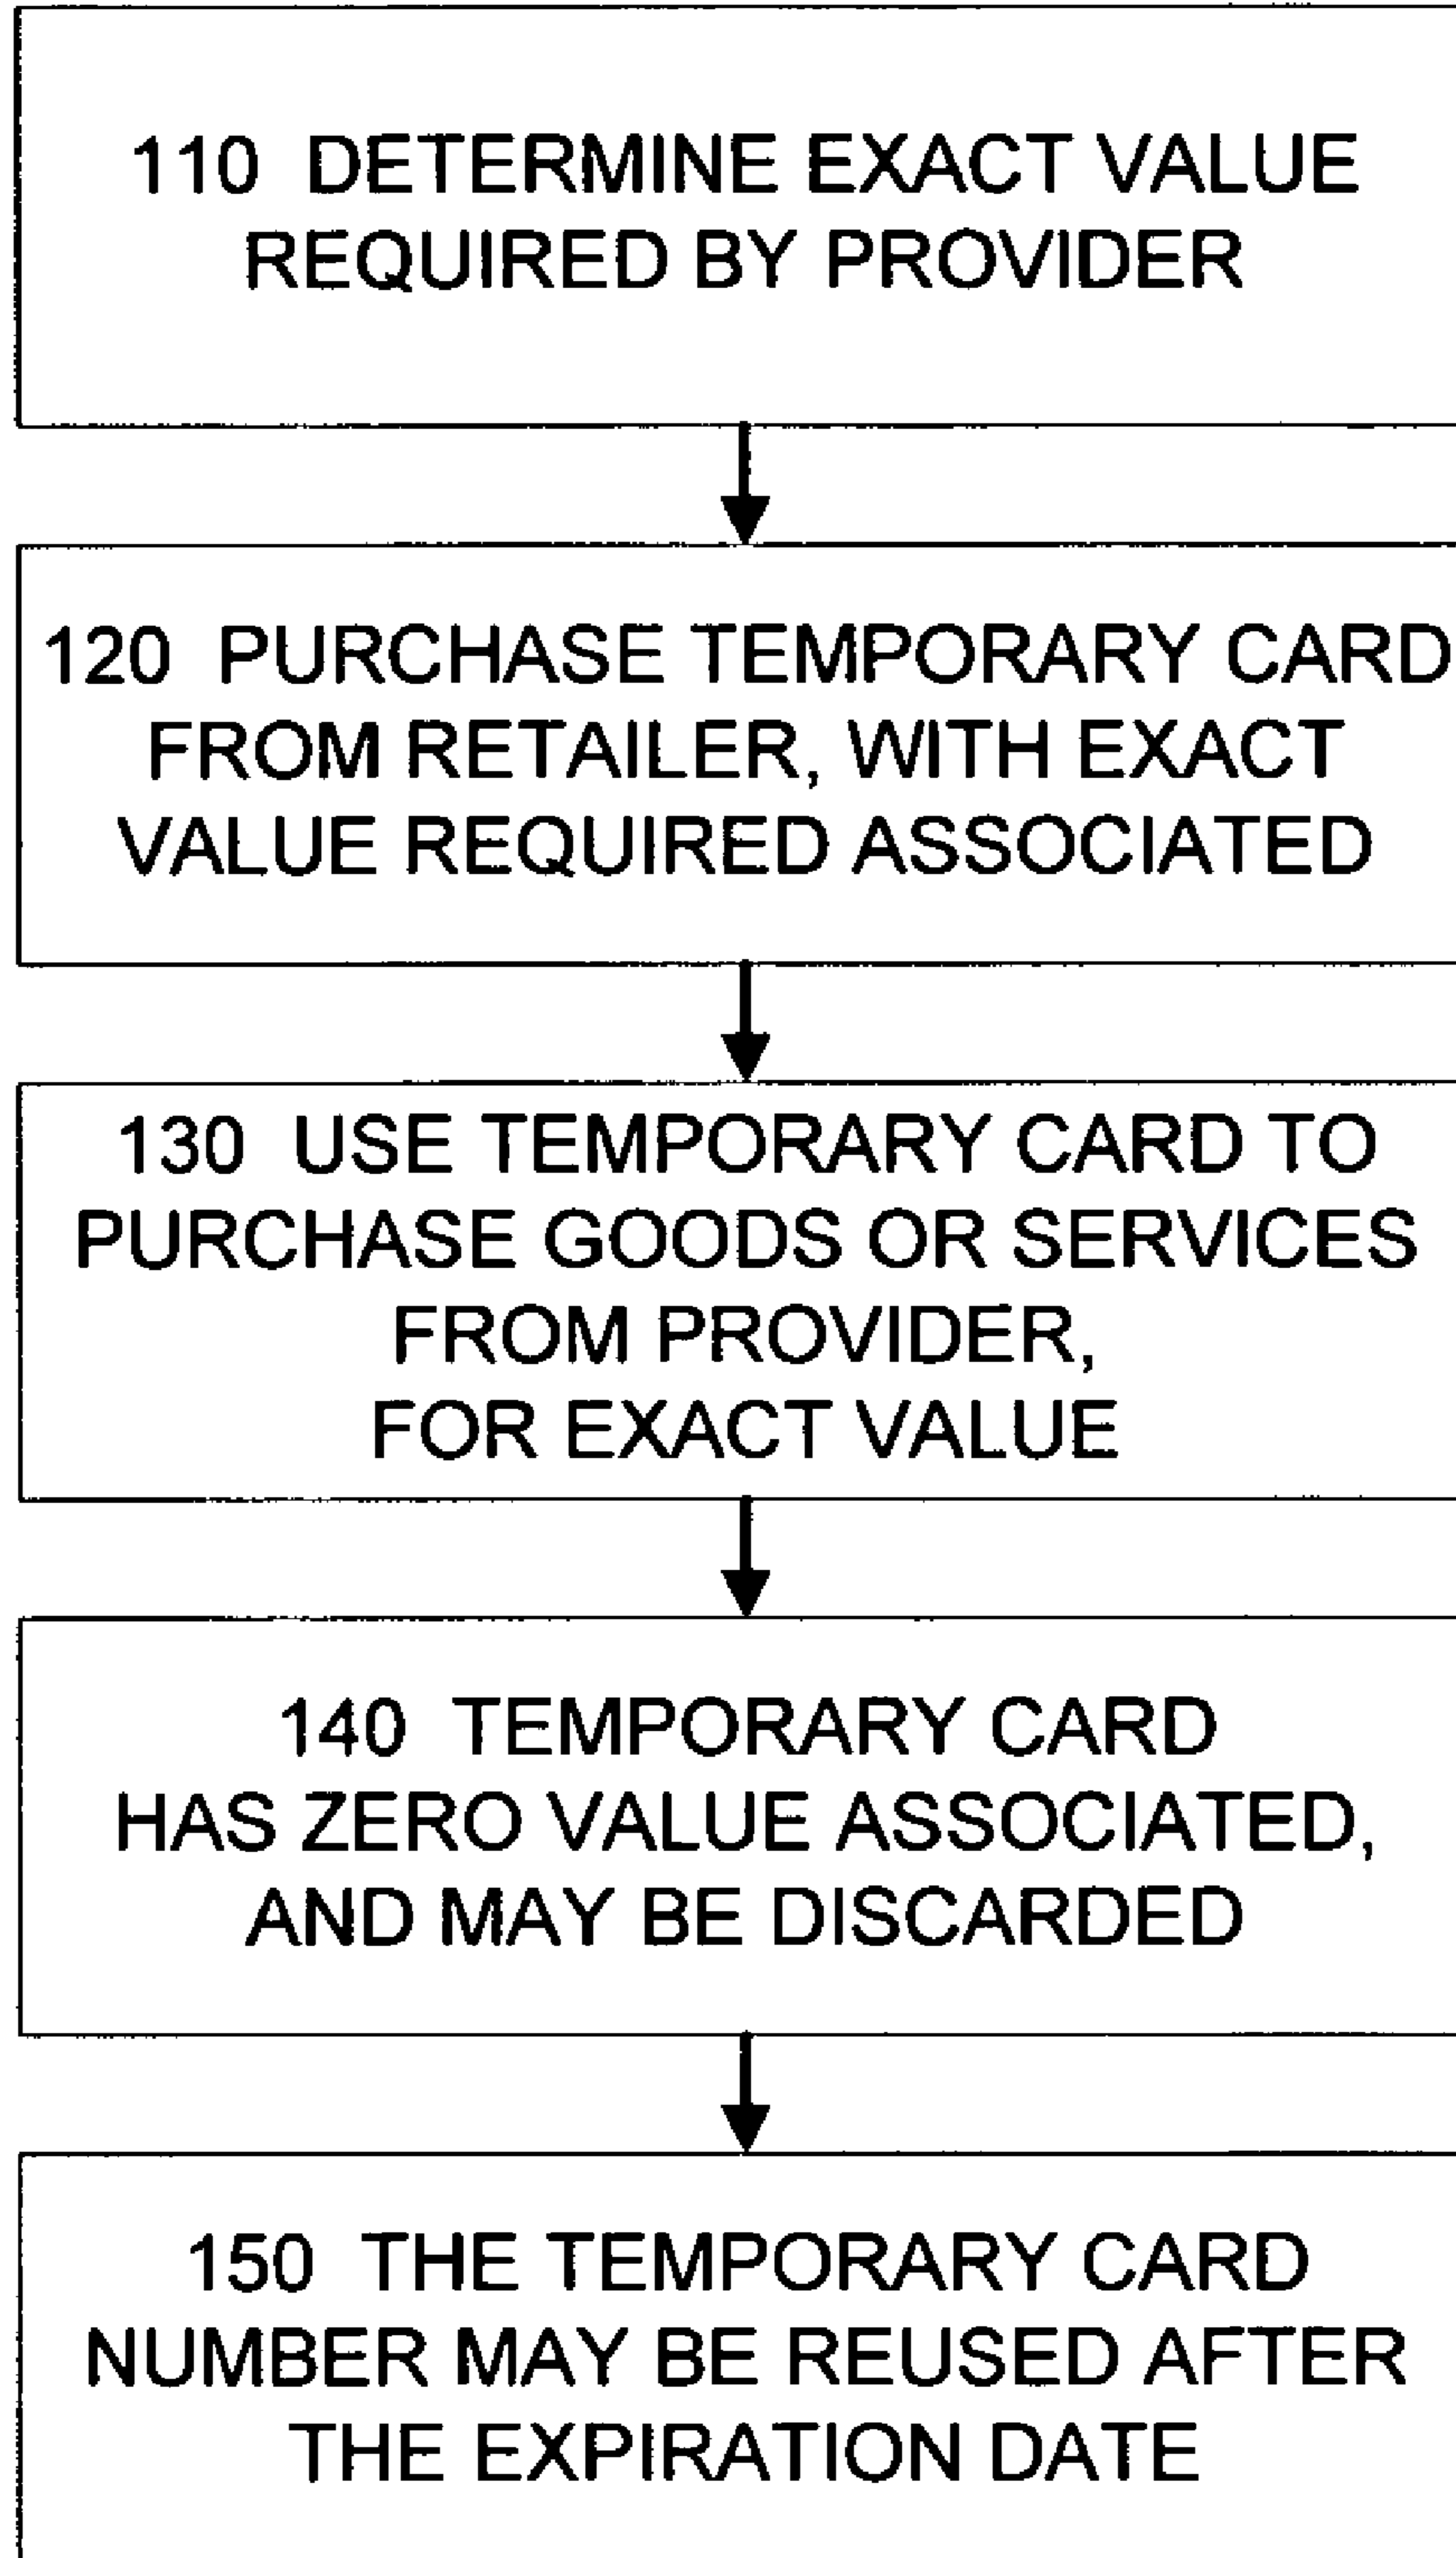 110 DETERMINE EXACT VALUE
REQUIRED BY PROVIDER
120 PURCHASE TEMPORARY CARD
FROM RETAILER, WITH EXACT
VALUE REQUIRED ASSOCIATED
130 USE TEMPORARY CARD TO
PURCHASE GOODS OR SERVICES
FROM PROVIDER,
FOR EXACT VALUE
140 TEMPORARY CARD
HAS ZERO VALUE ASSOCIATED,
AND MAY BE DISCARDED
150 THE TEMPORARY CARD
NUMBER MAY BE REUSED AFTER
THE EXPIRATION DATE